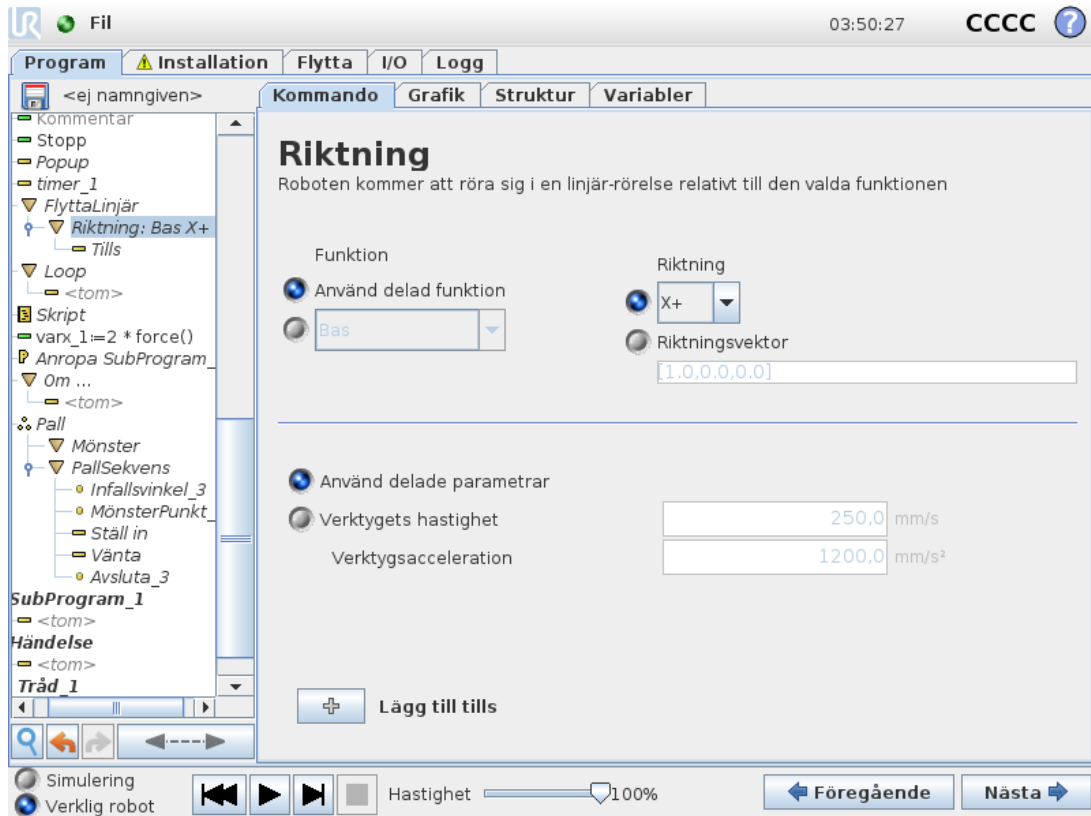 UR Fil 03:50:27 CCCC ?
Program Installation Flytta I/O Logg
<ej namngiven>
Kommando Grafik Struktur Variabler
Kommentar
Stopp
Popup
timer_1
FlyttaLinjär
Riktning: Bas X+
Tills
Loop
<tom>
Skript
varx_1:=2 * force()
Anropa SubProgram_
Om ...
<tom>
Pall
Mönster
PallSekvens
Infallsvinkel_3
MönsterPunkt_
Ställ in
Vänta
Avsluta_3
SubProgram_1
<tom>
Händelse
<tom>
Tråd_1
Riktning
Roboten kommer att röra sig i en linjär-rörelse relativt till den valda funktionen
Funktion
Använd delad funktion
Bas
Riktning
X+
Riktningsvektor
[1.0,0.0,0.0]
Använd delade parametrar
Verktygets hastighet 250,0 mm/s
Verktygsacceleration 1200,0 mm/s²
Lägg till tills
Simulering
Verklig robot
Hastighet 100%
Föregående Nästa